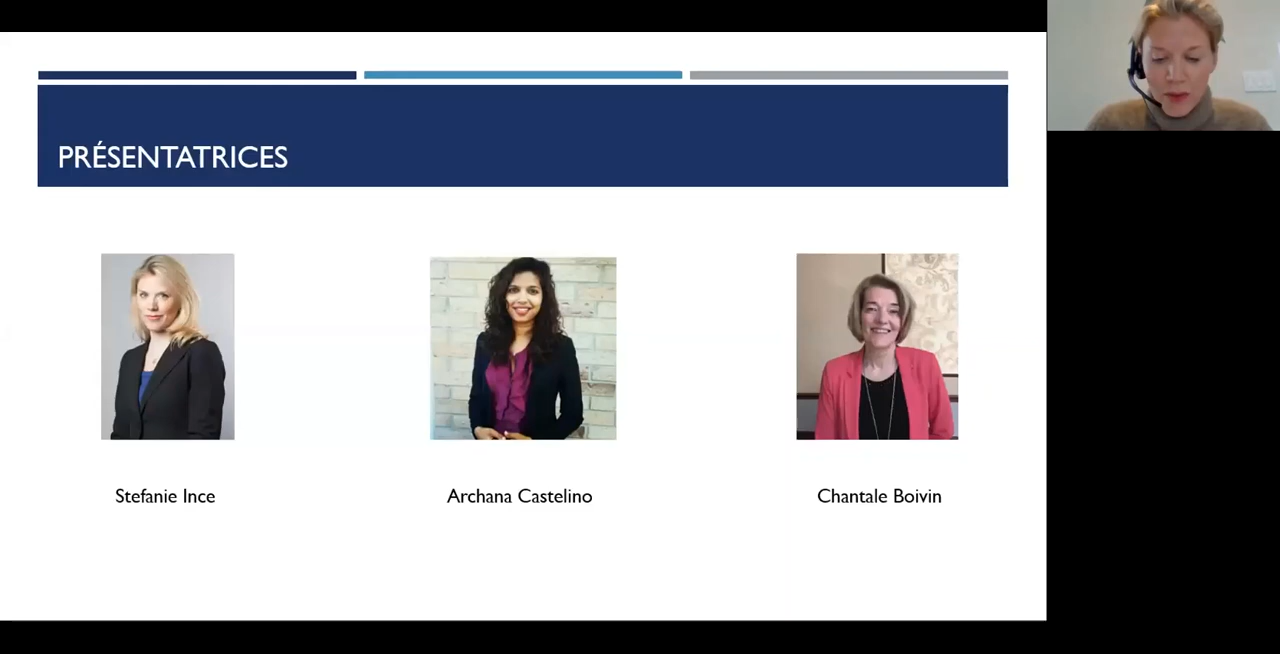 PRÉSENTATRICES
Stefanie Ince
Archana Castelino
Chantale Boivin